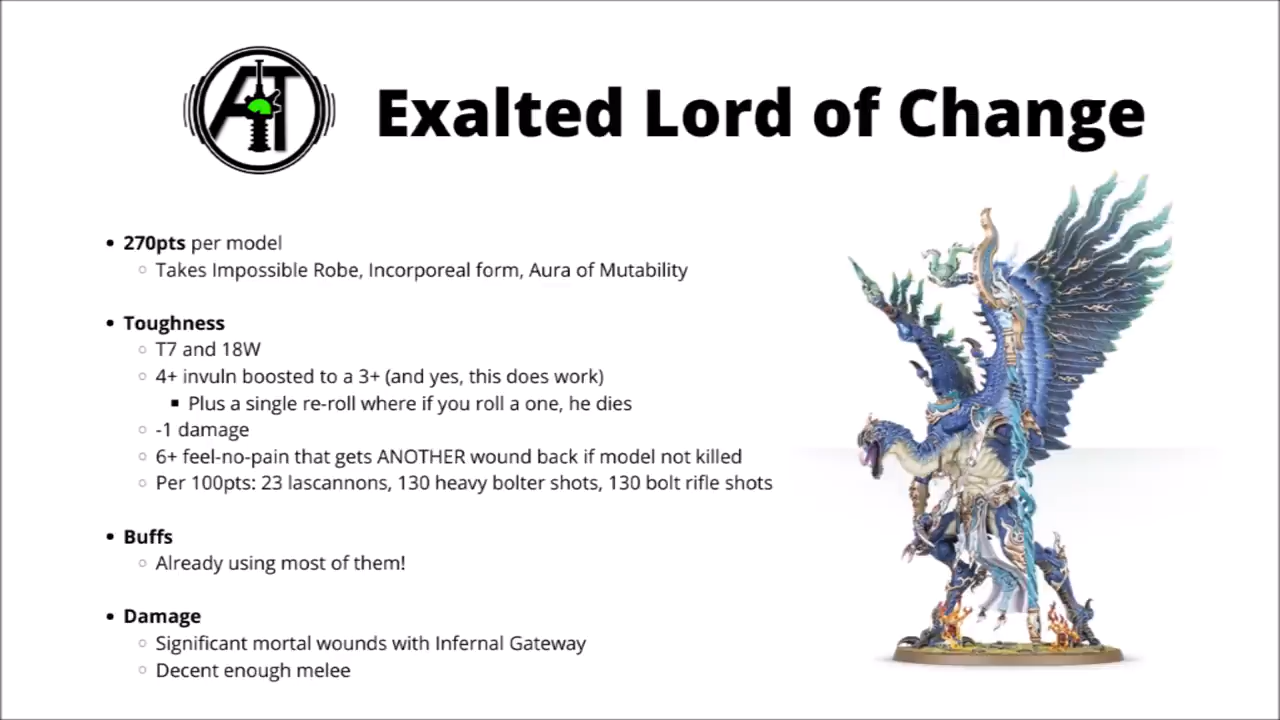 AT
Exalted Lord of Change
• 270pts per model
○ Takes Impossible Robe, Incorporeal form, Aura of Mutability
• Toughness
○ T7 and 18W
○ 4+ invuln boosted to a 3+ (and yes, this does work)
▪ Plus a single re-roll where if you roll a one, he dies
○ -1 damage
○ 6+ feel-no-pain that gets ANOTHER wound back if model not killed
○ Per 100pts: 23 lascannons, 130 heavy bolter shots, 130 bolt rifle shots
• Buffs
○ Already using most of them!
• Damage
○ Significant mortal wounds with Infernal Gateway
○ Decent enough melee